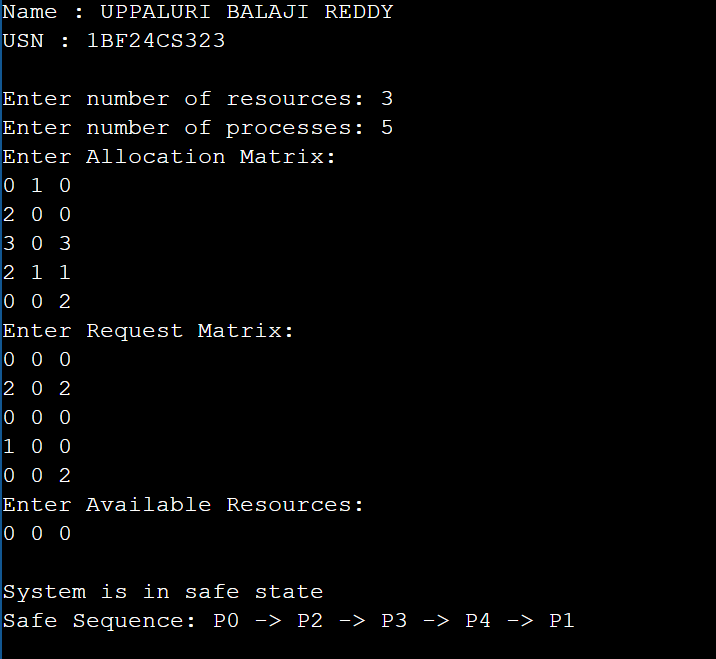 Name : UPPALURI BALAJI REDDY
USN : 1BF24CS323
Enter number of resources: 3
Enter number of processes: 5
Enter Allocation Matrix:
0 1 0
2 0 0
3 0 3
2 1 1
0 0 2
Enter Request Matrix:
0 0 0
2 0 2
0 0 0
1 0 0
0 0 2
Enter Available Resources:
0 0 0
System is in safe state
Safe Sequence: P0 -> P2 -> P3 -> P4 -> P1